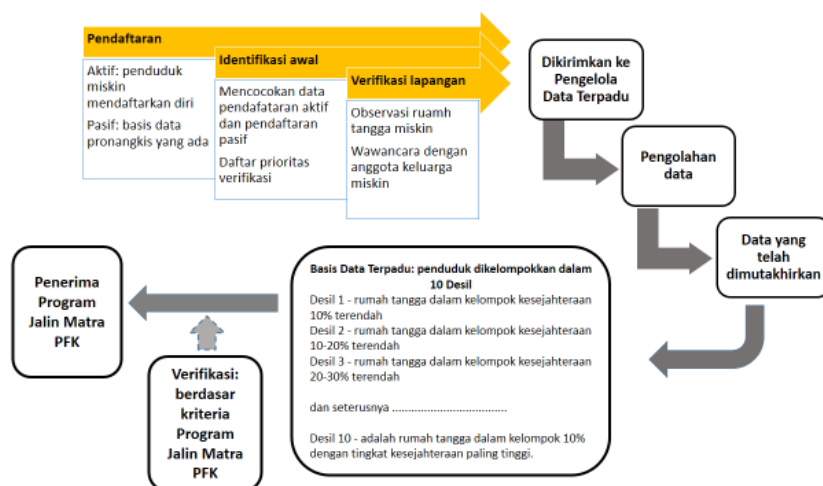 Pendaftaran
Aktif: penduduk
miskin
mendaftarkan diri
Pasif: basis data
pronangkis yang ada
Identifikasi awal
Mencocokan data
pendafataran aktif
dan pendaftaran
pasif
Daftar prioritas
verifikasi
Verifikasi lapangan
Observasi ruamh
tangga miskin
Wawancara dengan
anggota keluarga
miskin
Dikirimkan ke
Pengelola
Data Terpadu
Pengolahan
data
Data yang
telah
dimutakhirkan
Basis Data Terpadu: penduduk dikelompokkan dalam
10 Desil
Desil 1 - rumah tangga dalam kelompok kesejahteraan
10% terendah
Desil 2 - rumah tangga dalam kelompok kesejahteraan
10-20% terendah
Desil 3 - rumah tangga dalam kelompok kesejahteraan
20-30% terendah
dan seterusnya ......................................
Desil 10 - adalah rumah tangga dalam kelompok 10%
dengan tingkat kesejahteraan paling tinggi.
Penerima
Program
Jalin Matra
PFK
Verifikasi:
berdasar
kriteria
Program
Jalin Matra
PFK